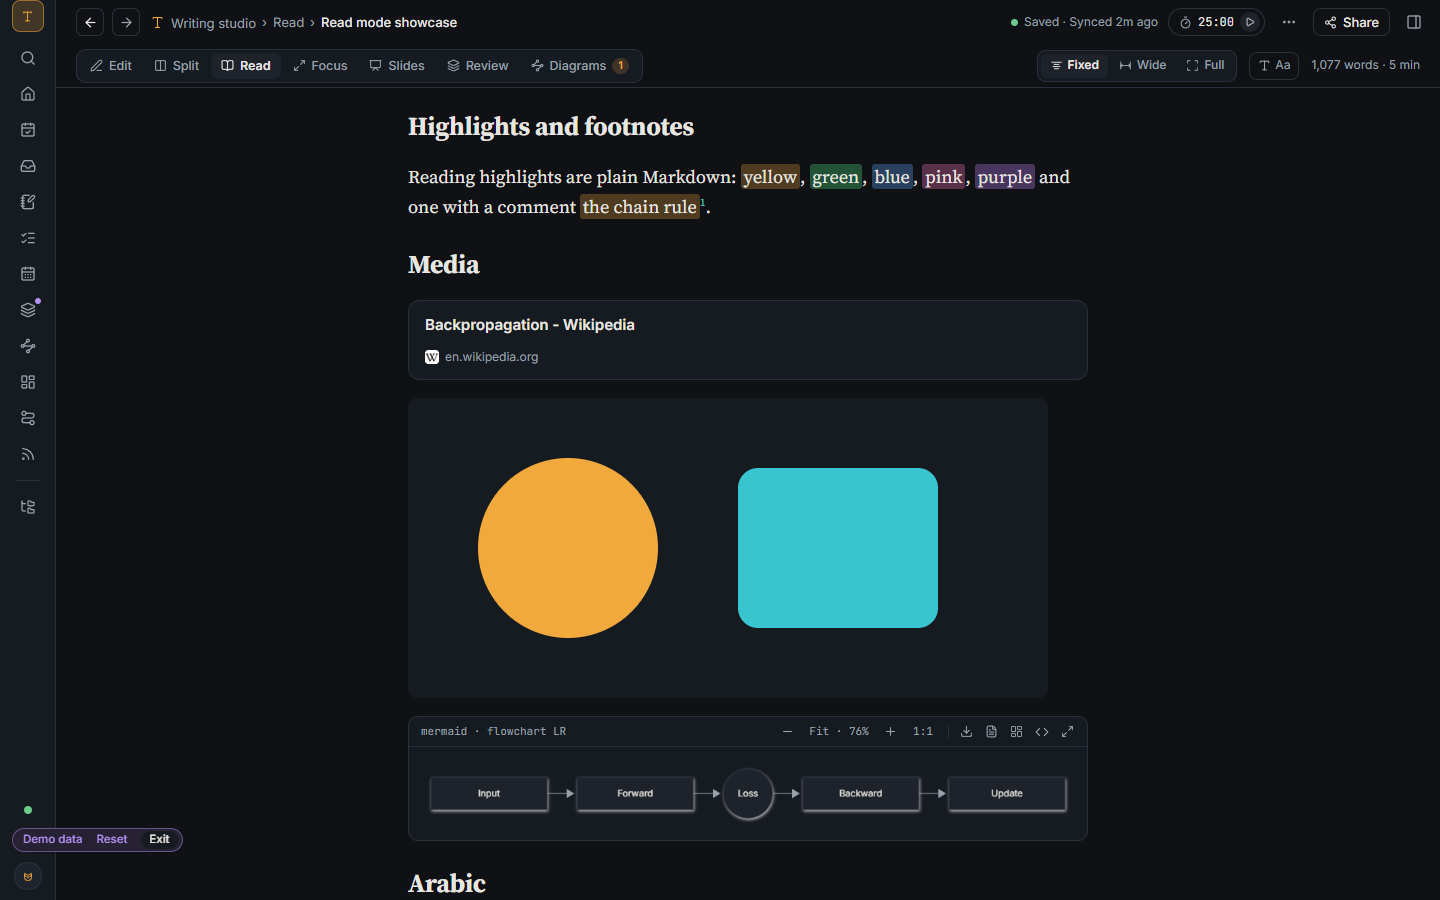 T
Writing studio › Read › Read mode showcase
Saved · Synced 2m ago
25:00
Share
Edit
Split
Read
Focus
Slides
Review
Diagrams 1
Fixed
Wide
Full
Aa
1,077 words · 5 min
Highlights and footnotes
Reading highlights are plain Markdown: yellow, green, blue, pink, purple and
one with a comment the chain rule1.
Media
Backpropagation - Wikipedia
W en.wikipedia.org
mermaid · flowchart LR
Fit · 76%
1:1
Input
Forward
Loss
Backward
Update
Demo data
Reset
Exit
Arabic